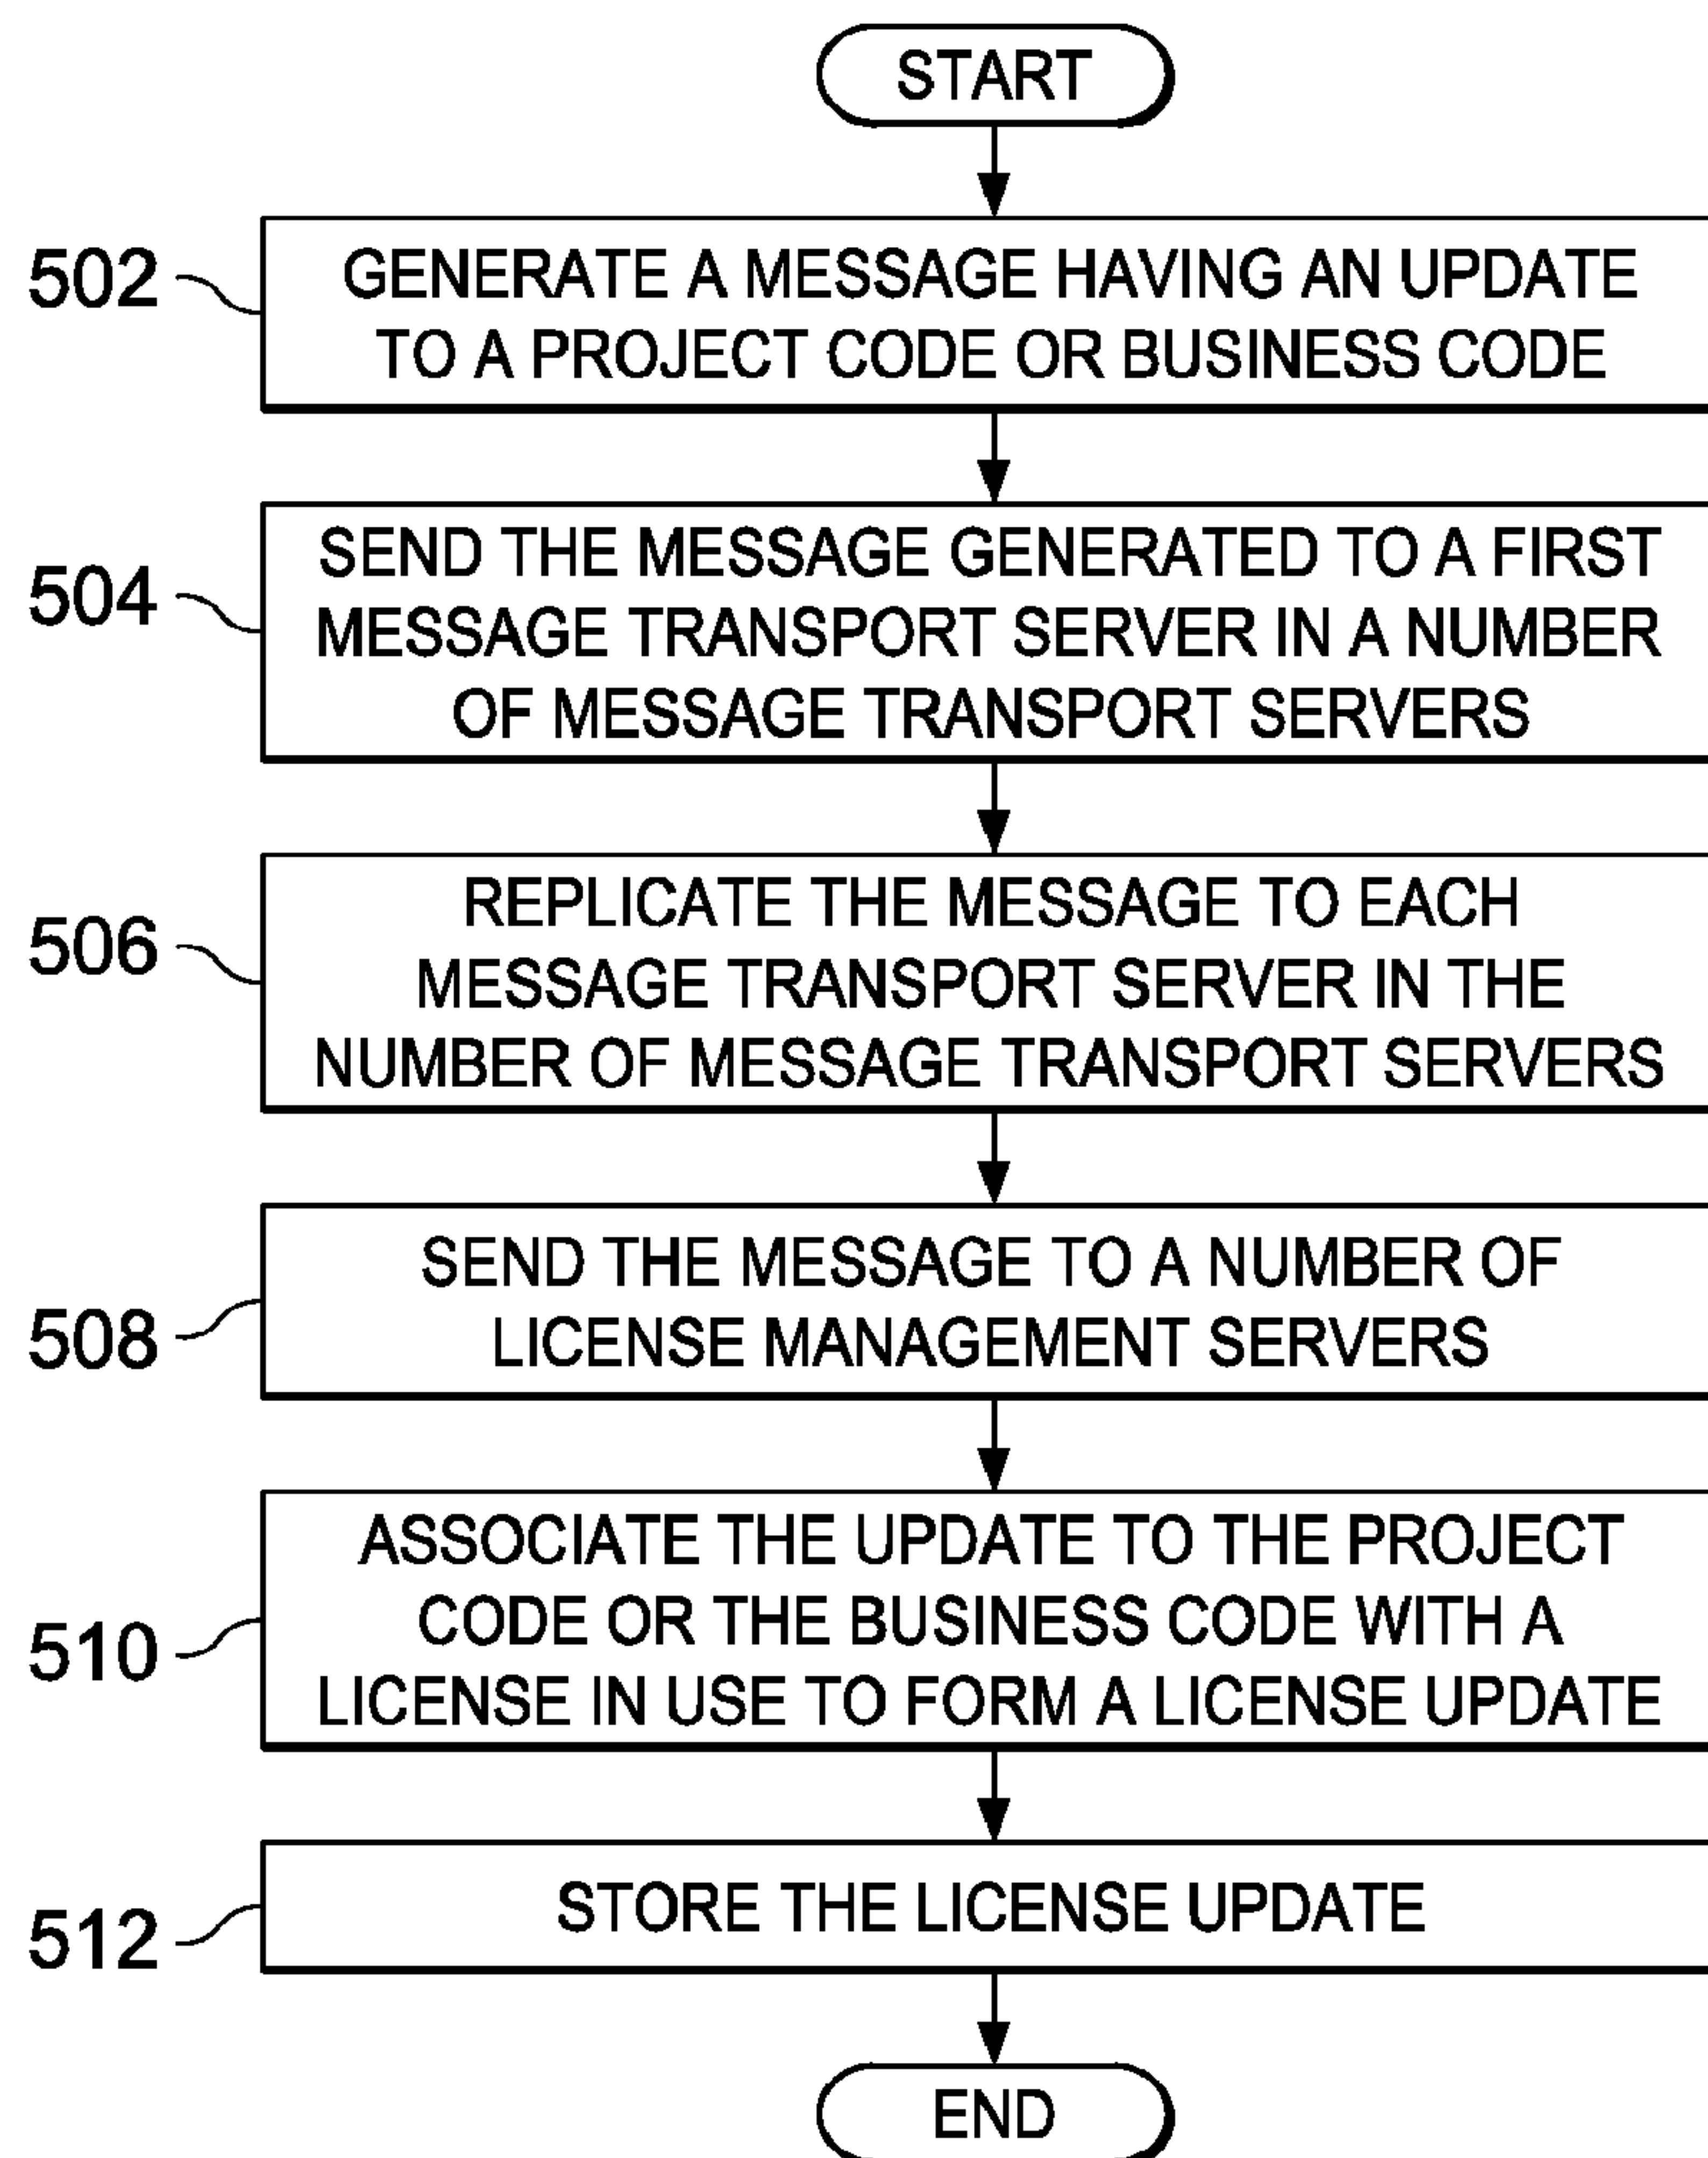 START
502
GENERATE A MESSAGE HAVING AN UPDATE
TO A PROJECT CODE OR BUSINESS CODE
504
SEND THE MESSAGE GENERATED TO A FIRST
MESSAGE TRANSPORT SERVER IN A NUMBER
OF MESSAGE TRANSPORT SERVERS
506
REPLICATE THE MESSAGE TO EACH
MESSAGE TRANSPORT SERVER IN THE
NUMBER OF MESSAGE TRANSPORT SERVERS
508
SEND THE MESSAGE TO A NUMBER OF
LICENSE MANAGEMENT SERVERS
510
ASSOCIATE THE UPDATE TO THE PROJECT
CODE OR THE BUSINESS CODE WITH A
LICENSE IN USE TO FORM A LICENSE UPDATE
512
STORE THE LICENSE UPDATE
END